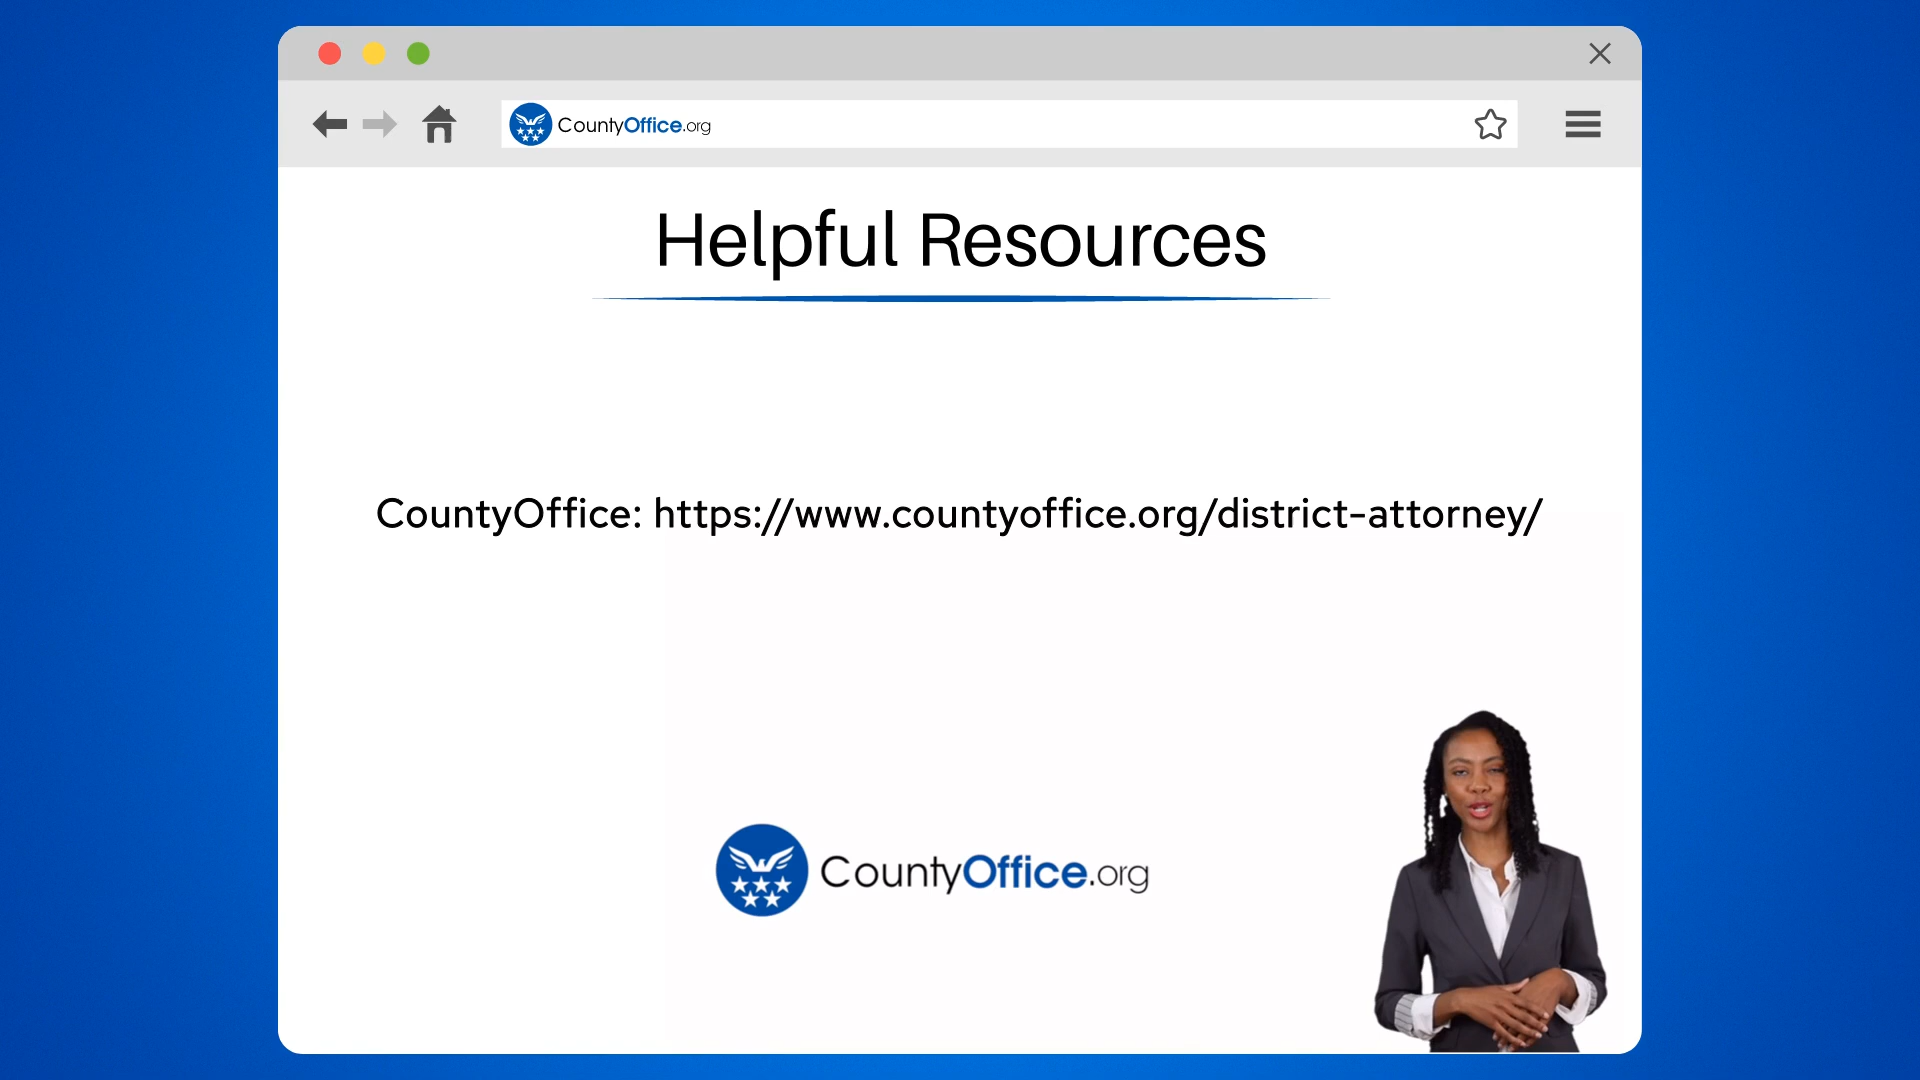 CountyOffice.org
Helpful Resources
CountyOffice: https://www.countyoffice.org/district-attorney/
CountyOffice.org